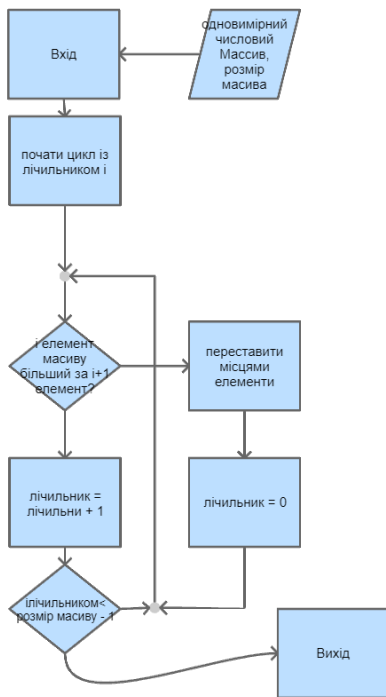 Вхід
одновимірний
числовий
Массив,
розмір
масива
почати цикл із
лічильником і
і елемент
масиву
більший за і+1
елемент?
переставити
місцями
елементи
лічильник =
лічильни + 1
лічильник = 0
ілічильником<
розмір масиву - 1
Вихід